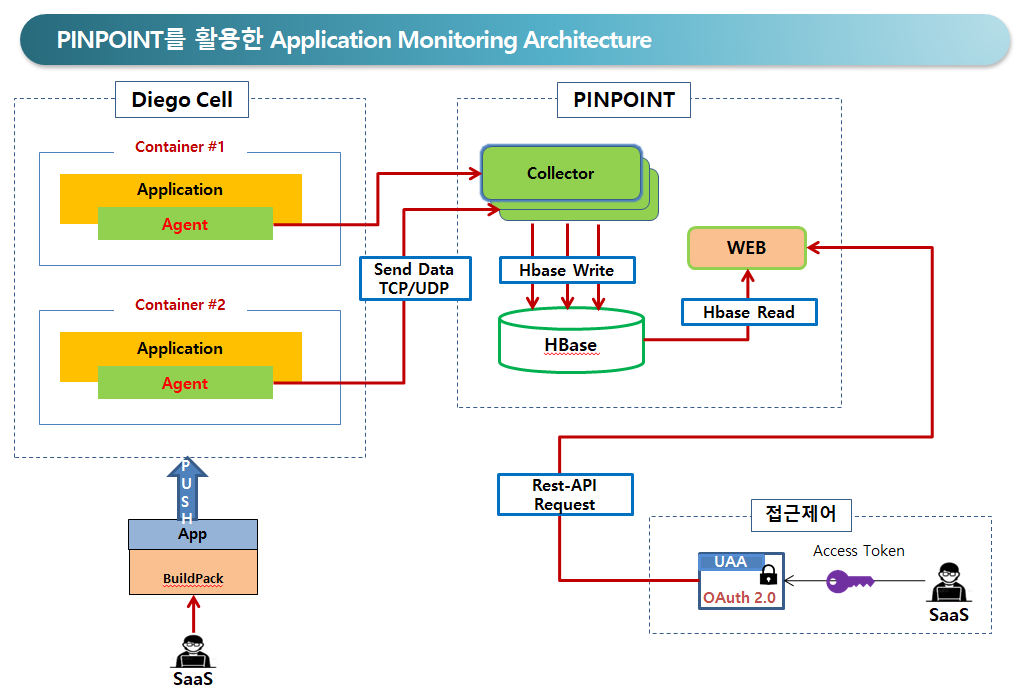 PINPOINT를 활용한 Application Monitoring Architecture
Diego Cell
Container #1
Application
Agent
Container #2
Application
Agent
Send Data
TCP/UDP
PINPOINT
Collector
Hbase Write
HBase
WEB
Hbase Read
PUSH
App
BuildPack
SaaS
Rest-API
Request
접근제어
UAA
OAuth 2.0
Access Token
SaaS